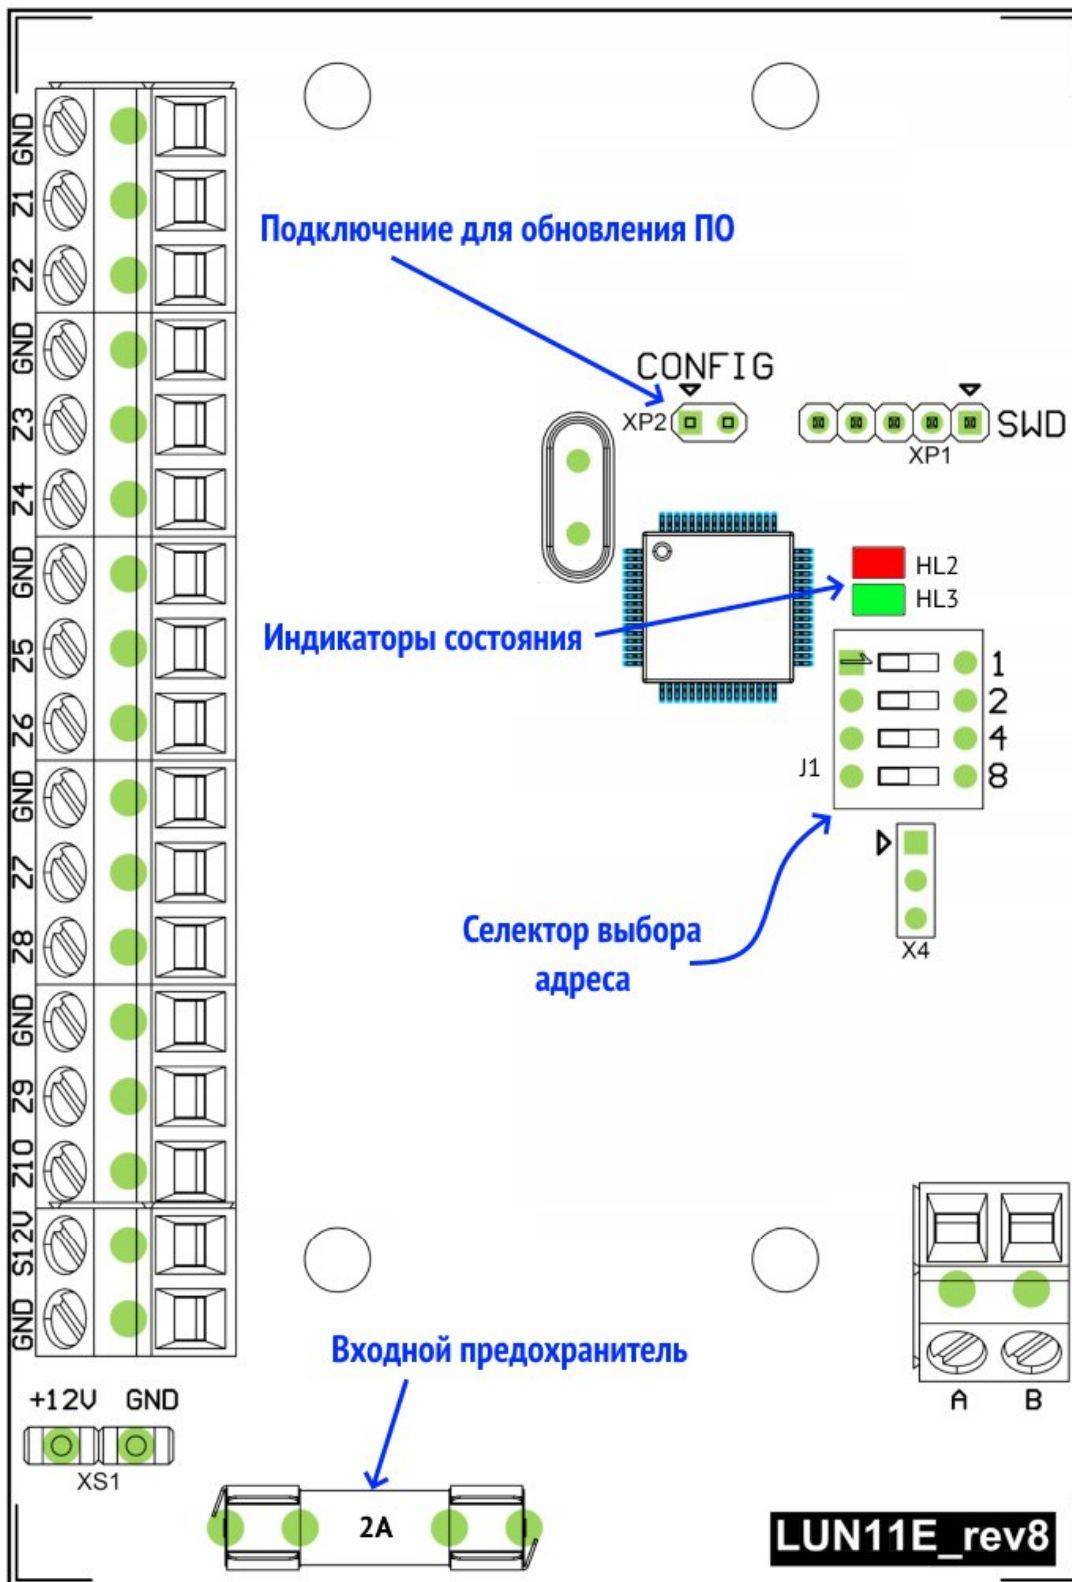 GND
Z1
Z2
GND
Z3
Z4
GND
Z5
Z6
GND
Z7
Z8
GND
Z9
Z10
S12V
GND
Подключение для обновления ПО
CONFIG
XP2
SWD
XP1
HL2
HL3
Индикаторы состояния
1
2
4
8
J1
Селектор выбора
адреса
X4
Входной предохранитель
+12V GND
XS1
A B
2A
LUN11E_rev8